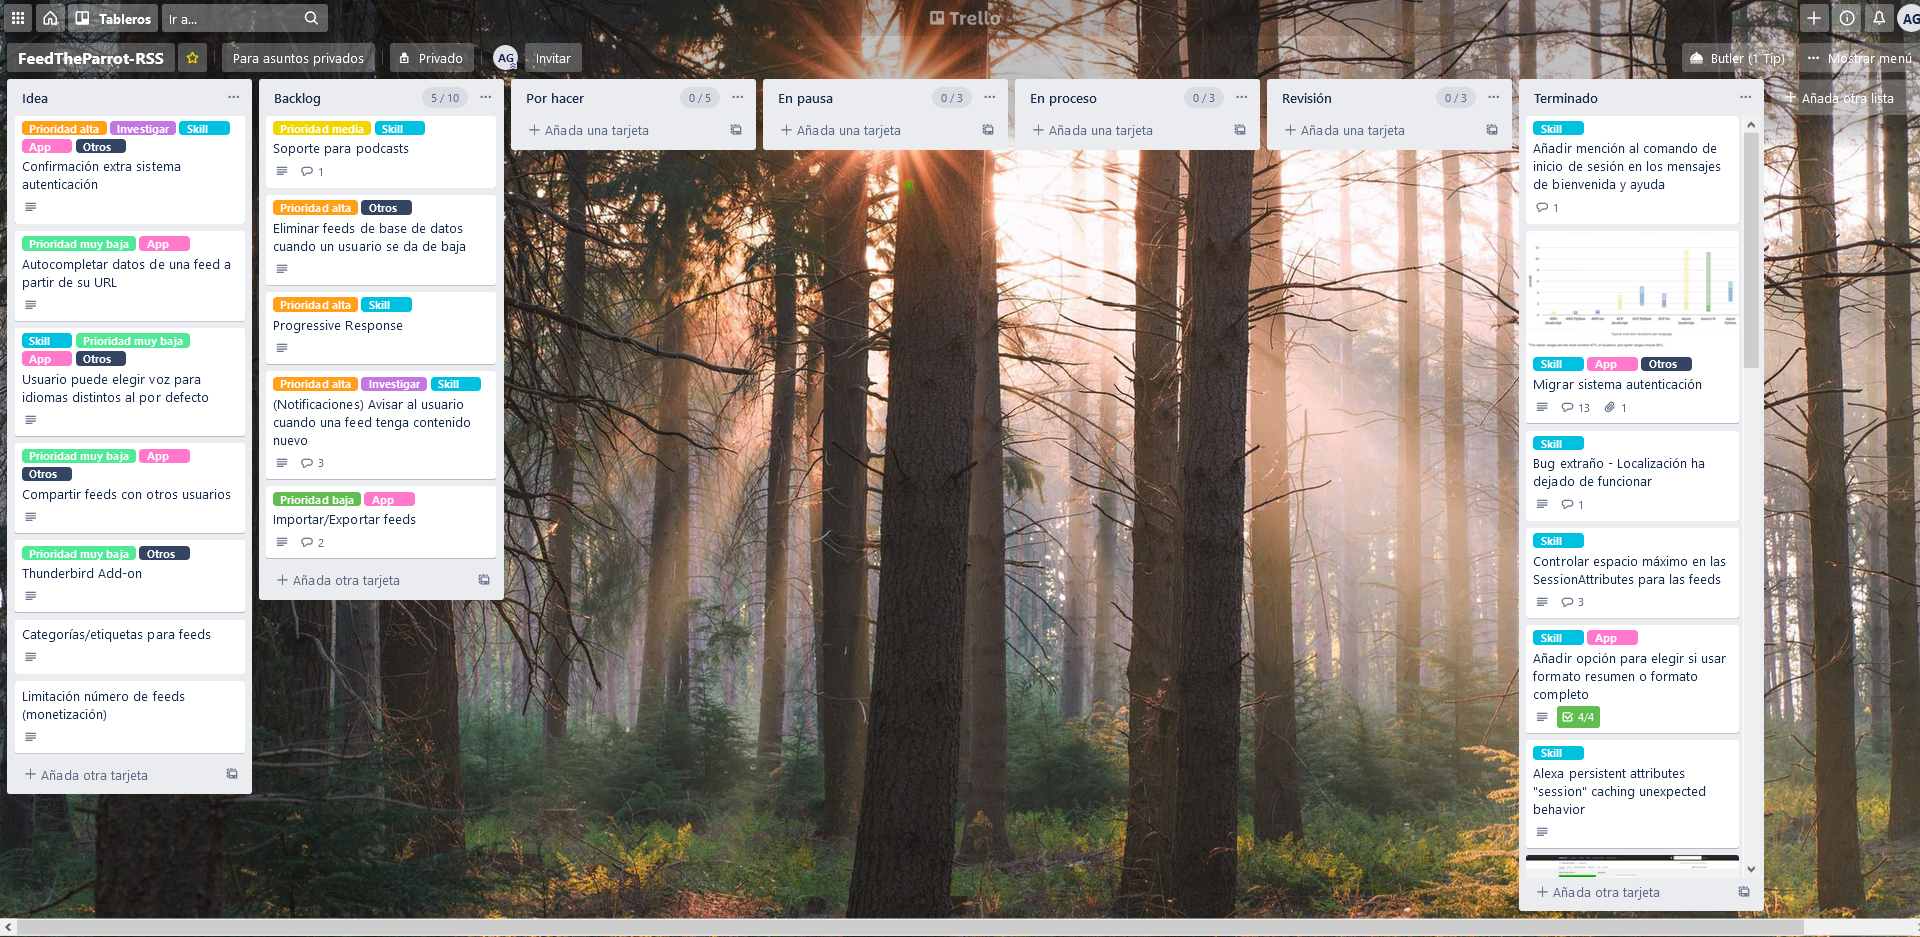 Tableros
Ir a...
Trello
AG
FeedTheParrot-RSS
Para asuntos privados
Privado
AG
Invitar
Butler (1 Tip)
Mostrar menú
Idea
Prioridad alta Investigar Skill
App Otros
Confirmación extra sistema
autenticación
Prioridad muy baja App
Autocompletar datos de una feed a
partir de su URL
Skill Prioridad muy baja
App Otros
Usuario puede elegir voz para
idiomas distintos al por defecto
Prioridad muy baja App
Otros
Compartir feeds con otros usuarios
Prioridad muy baja Otros
Thunderbird Add-on
Categorías/etiquetas para feeds
Limitación número de feeds
(monetización)
+ Añada otra tarjeta
Backlog 5 / 10
Prioridad media Skill
Soporte para podcasts
1
Prioridad alta Otros
Eliminar feeds de base de datos
cuando un usuario se da de baja
Prioridad alta Skill
Progressive Response
Prioridad alta Investigar Skill
(Notificaciones) Avisar al usuario
cuando una feed tenga contenido
nuevo
3
Prioridad baja App
Importar/Exportar feeds
2
+ Añada otra tarjeta
Por hacer 0 / 5
+ Añada una tarjeta
En pausa 0 / 3
+ Añada una tarjeta
En proceso 0 / 3
+ Añada una tarjeta
Revisión 0 / 3
+ Añada una tarjeta
Terminado
Skill
Añadir mención al comando de
inicio de sesión en los mensajes
de bienvenida y ayuda
1
Skill App Otros
Migrar sistema autenticación
13 1
Skill
Bug extraño - Localización ha
dejado de funcionar
1
Skill
Controlar espacio máximo en las
SessionAttributes para las feeds
3
Skill App
Añadir opción para elegir si usar
formato resumen o formato
completo
4/4
Skill
Alexa persistent attributes
"session" caching unexpected
behavior
+ Añada otra tarjeta
+ Añada otra lista